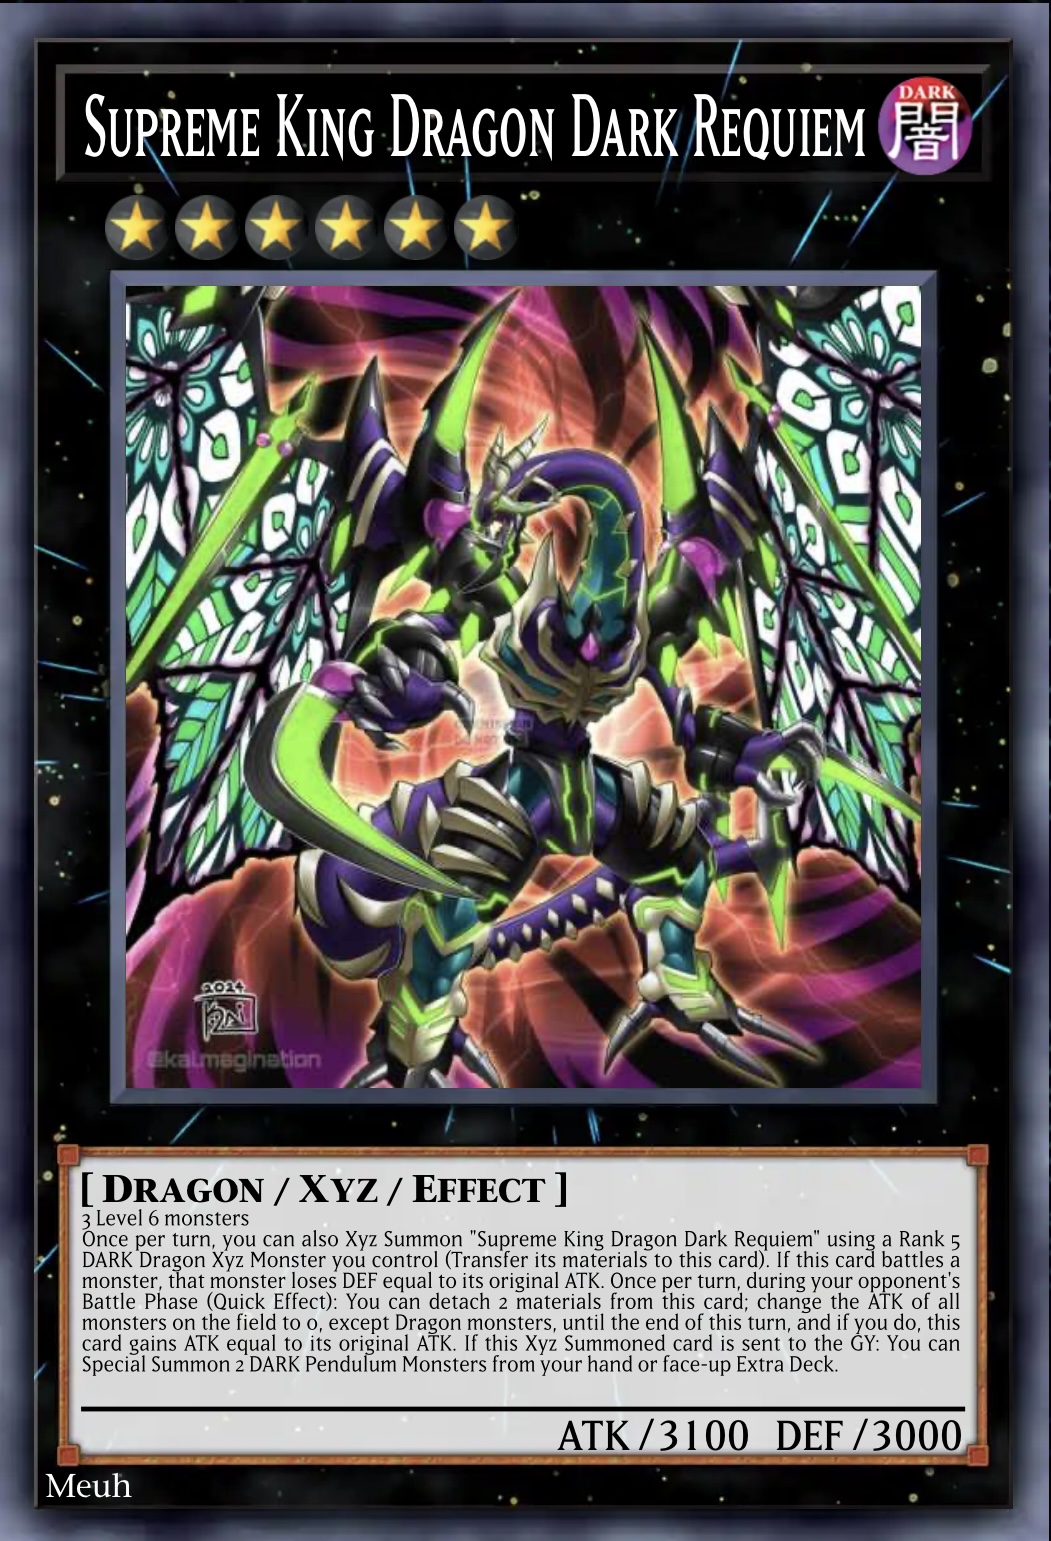 Supreme King Dragon Dark Requiem
DARK
闇
2024
KAI
@kaimagination
[ Dragon / Xyz / Effect ]
3 Level 6 monsters
Once per turn, you can also Xyz Summon "Supreme King Dragon Dark Requiem" using a Rank 5
DARK Dragon Xyz Monster you control (Transfer its materials to this card). If this card battles a
monster, that monster loses DEF equal to its original ATK. Once per turn, during your opponent's
Battle Phase (Quick Effect): You can detach 2 materials from this card; change the ATK of all
monsters on the field to 0, except Dragon monsters, until the end of this turn, and if you do, this
card gains ATK equal to its original ATK. If this Xyz Summoned card is sent to the GY: You can
Special Summon 2 DARK Pendulum Monsters from your hand or face-up Extra Deck.
ATK/3100 DEF/3000
Meuh